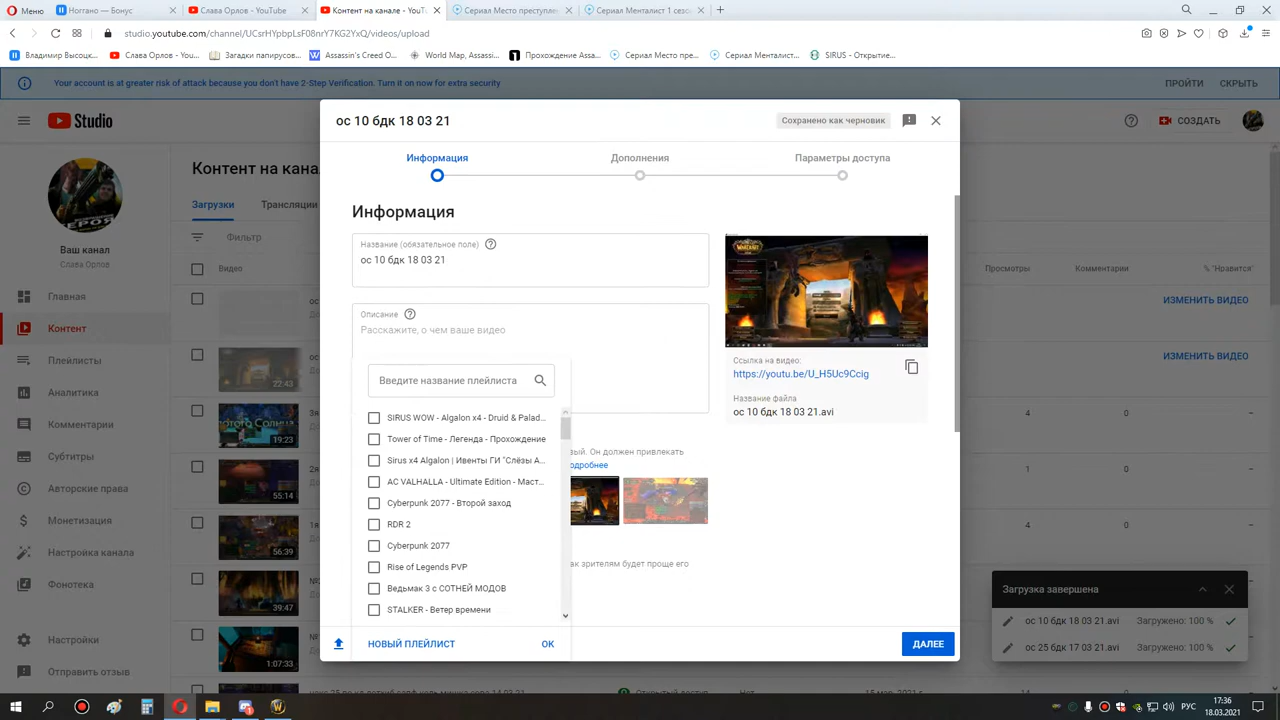 Меню
Ноггано — Бонус
Слава Орлов - YouTube
Контент на канале - YouT
Сериал Место преступлен
Сериал Менталист 1 сезо
studio.youtube.com/channel/UCsrHYpbpLsF08nrY7KG2YxQ/videos/upload
Владимир Высоцк...
Слава Орлов - You...
Загадки папирусов...
Assassin's Creed O...
World Map, Assassi...
Прохождение Assa...
Сериал Место пре...
Сериал Менталист...
SIRUS - Открытие...
Your account is at greater risk of attack because you don't have 2-Step Verification. Turn it on now for extra security
ПРОЙТИ
СКРЫТЬ
Studio
СОЗДАТЬ
Ваш канал
Слава Орлов
Главная
Контент
Плейлисты
Аналитика
Комментарии
Субтитры
Авторские права
Монетизация
Настройка канала
Фонотека
Настройки
Отправить отзыв
Контент на кана
Загрузки
Трансляции
Фильтр
Видео
Просмотры
Комментарии
% "Нравится"
ИЗМЕНИТЬ ВИДЕО
ИЗМЕНИТЬ ВИДЕО
22:43
19:23
4
0
–
55:14
1
0
–
56:39
4
0
–
39:47
1:07:33
Открытый доступ
Нет
15 мар. 2021 г.
14
0
–
ос 10 бдк 18 03 21
Сохранено как черновик
Информация
Дополнения
Параметры доступа
Информация
Название (обязательное поле)
ос 10 бдк 18 03 21
Описание
Расскажите, о чем ваше видео
Введите название плейлиста
SIRUS WOW - Algalon x4 - Druid & Palad...
Tower of Time - Легенда - Прохождение
Sirus x4 Algalon | Ивенты ГИ "Слёзы А...
AC VALHALLA - Ultimate Edition - Маст...
Cyberpunk 2077 - Второй заход
RDR 2
Cyberpunk 2077
Rise of Legends PVP
Ведьмак 3 с СОТНЕЙ МОДОВ
STALKER - Ветер времени
НОВЫЙ ПЛЕЙЛИСТ
ОК
вый. Он должен привлекать
одробнее
ак зрителям будет проще его
Ссылка на видео:
https://youtu.be/U_H5Uc9Ccig
Название файла
ос 10 бдк 18 03 21.avi
ДАЛЕЕ
Загрузка завершена
ос 10 бдк 18 03 21.avi
Загружено: 100 %
ос 25 бдк 17 03 21.avi
Загружено: 100 %
РУС
17:36
18.03.2021